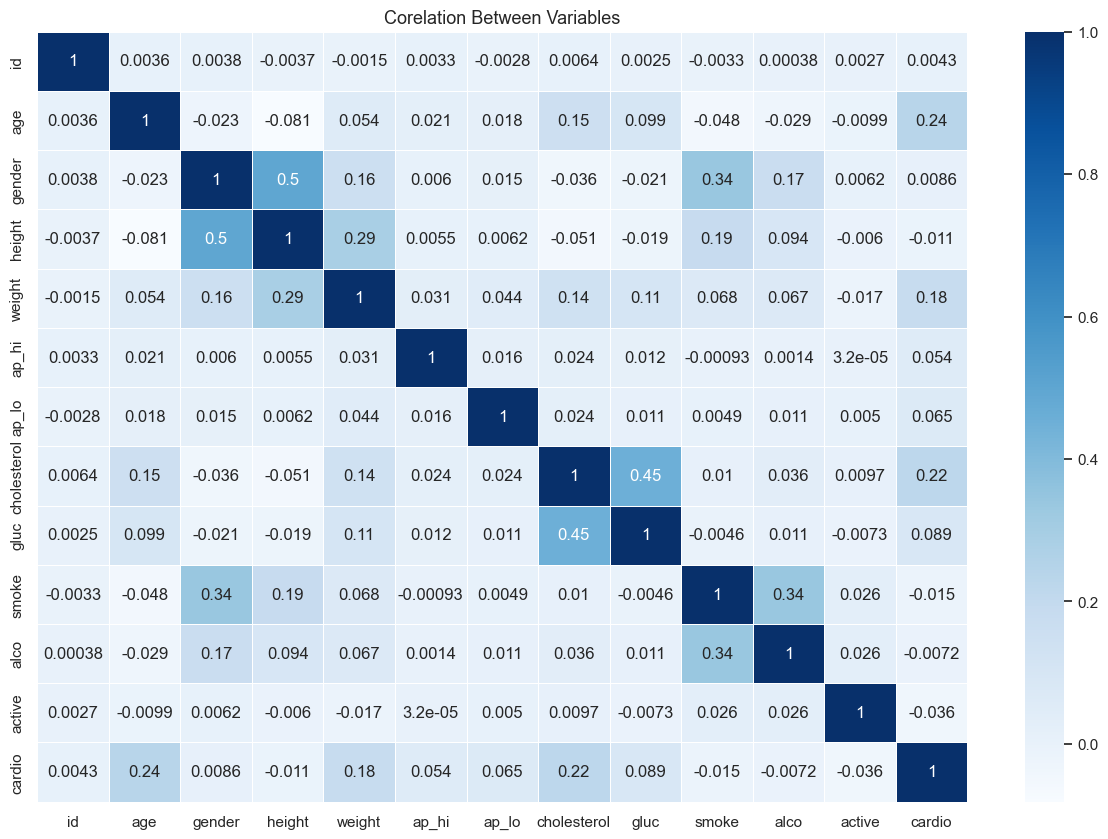 Corelation Between Variables
id 1 0.0036 0.0038 -0.0037 -0.0015 0.0033 -0.0028 0.0064 0.0025 -0.0033 0.00038 0.0027 0.0043
age 0.0036 1 -0.023 -0.081 0.054 0.021 0.018 0.15 0.099 -0.048 -0.029 -0.0099 0.24
gender 0.0038 -0.023 1 0.5 0.16 0.006 0.015 -0.036 -0.021 0.34 0.17 0.0062 0.0086
height -0.0037 -0.081 0.5 1 0.29 0.0055 0.0062 -0.051 -0.019 0.19 0.094 -0.006 -0.011
weight -0.0015 0.054 0.16 0.29 1 0.031 0.044 0.14 0.11 0.068 0.067 -0.017 0.18
ap_hi 0.0033 0.021 0.006 0.0055 0.031 1 0.016 0.024 0.012 -0.00093 0.0014 3.2e-05 0.054
ap_lo -0.0028 0.018 0.015 0.0062 0.044 0.016 1 0.024 0.011 0.0049 0.011 0.005 0.065
cholesterol 0.0064 0.15 -0.036 -0.051 0.14 0.024 0.024 1 0.45 0.01 0.036 0.0097 0.22
gluc 0.0025 0.099 -0.021 -0.019 0.11 0.012 0.011 0.45 1 -0.0046 0.011 -0.0073 0.089
smoke -0.0033 -0.048 0.34 0.19 0.068 -0.00093 0.0049 0.01 -0.0046 1 0.34 0.026 -0.015
alco 0.00038 -0.029 0.17 0.094 0.067 0.0014 0.011 0.036 0.011 0.34 1 0.026 -0.0072
active 0.0027 -0.0099 0.0062 -0.006 -0.017 3.2e-05 0.005 0.0097 -0.0073 0.026 0.026 1 -0.036
cardio 0.0043 0.24 0.0086 -0.011 0.18 0.054 0.065 0.22 0.089 -0.015 -0.0072 -0.036 1
id age gender height weight ap_hi ap_lo cholesterol gluc smoke alco active cardio
1.0
0.8
0.6
0.4
0.2
0.0